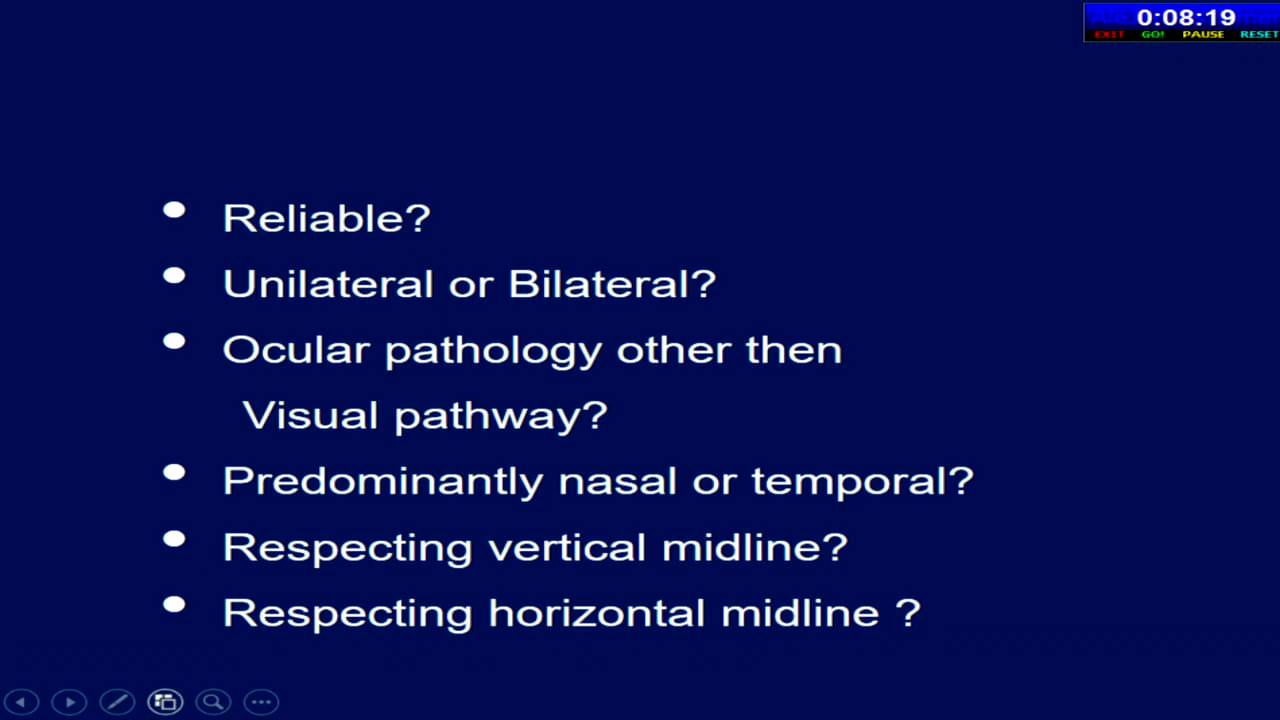 0:08:19
EXIT GO! PAUSE RESET
• Reliable?
• Unilateral or Bilateral?
• Ocular pathology other then
Visual pathway?
• Predominantly nasal or temporal?
• Respecting vertical midline?
• Respecting horizontal midline ?